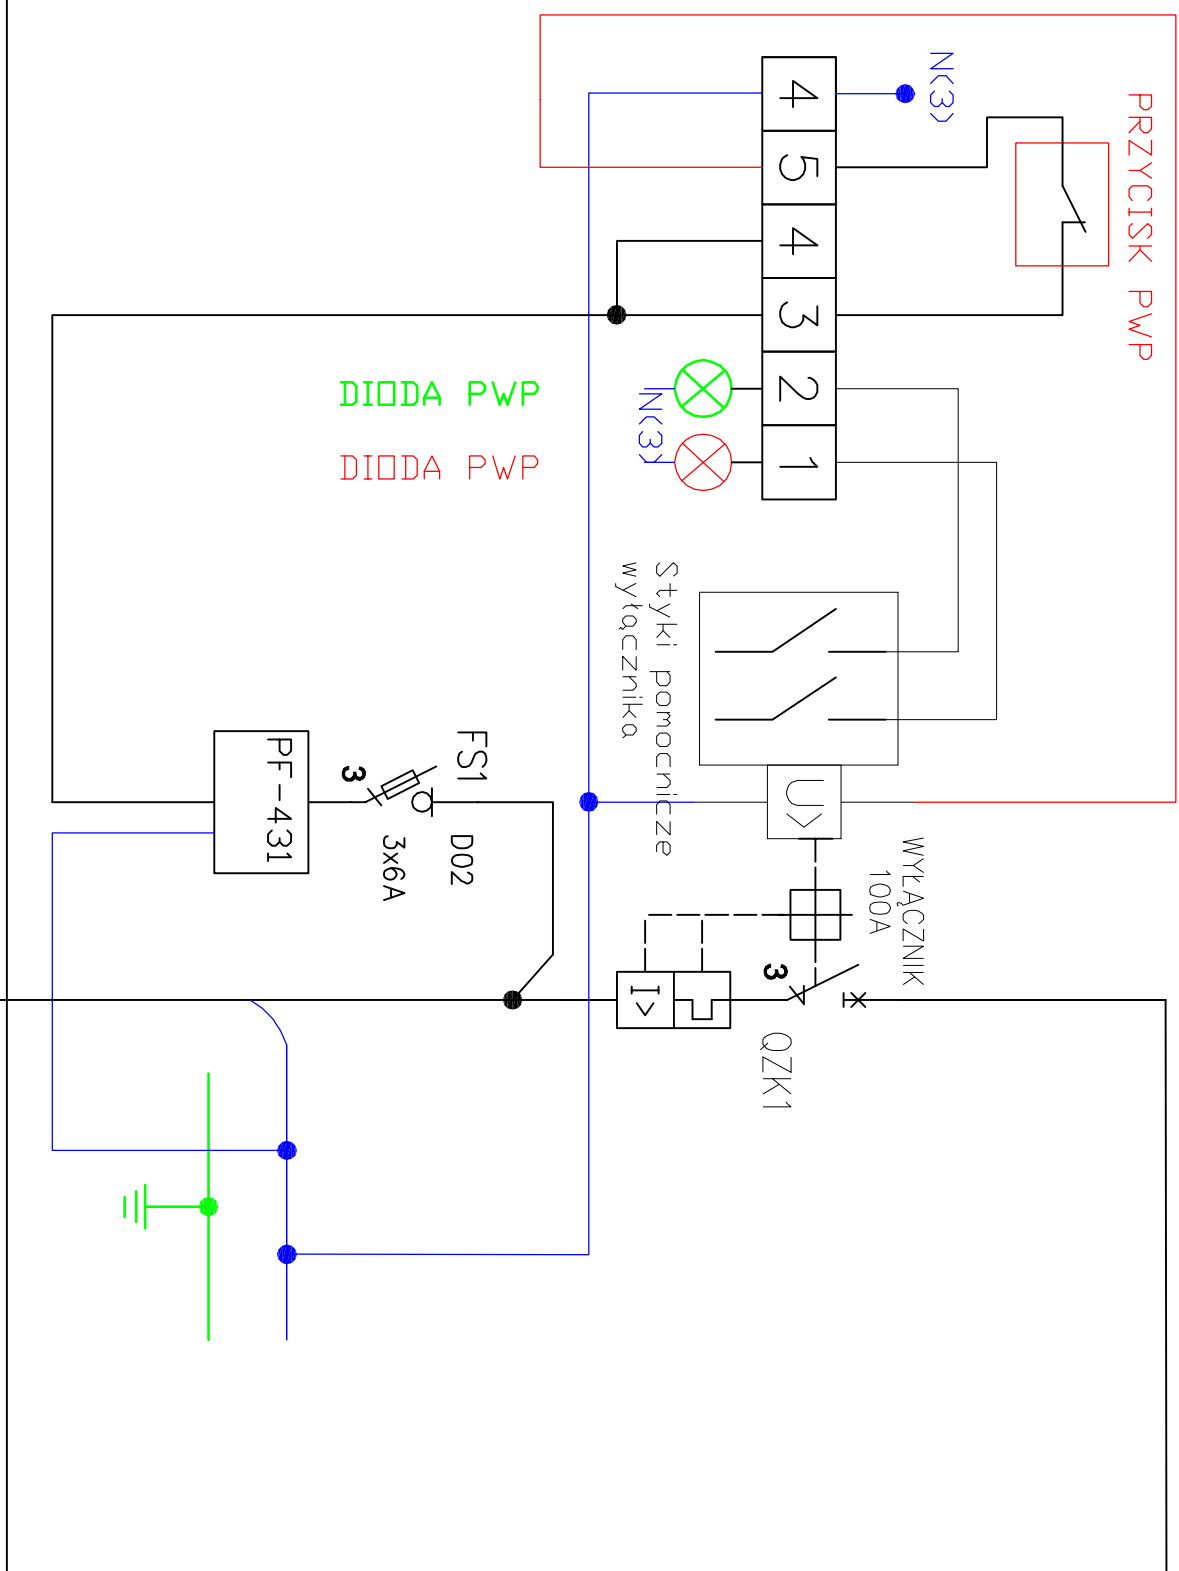 PRZYCISK PWP
N(3)
4
5
4
3
2
1
N(3)
DIODA PWP
DIODA PWP
Styki pomocnicze
wyłącznika
U>
WYŁĄCZNIK
100A
3
QZK1
I>
FS1
D02
3x6A
3
PF-431